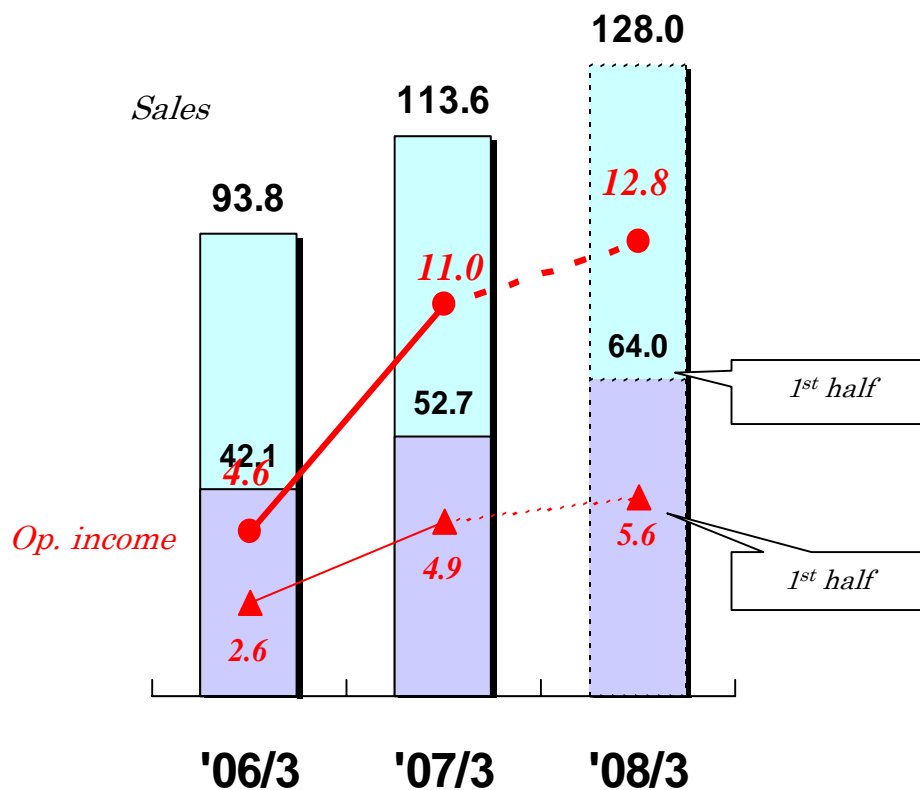 128.0
113.6
Sales
12.8
93.8
11.0
64.0
1st half
52.7
42.1
4.6
Op. income
5.6
4.9
1st half
2.6
'06/3 '07/3 '08/3